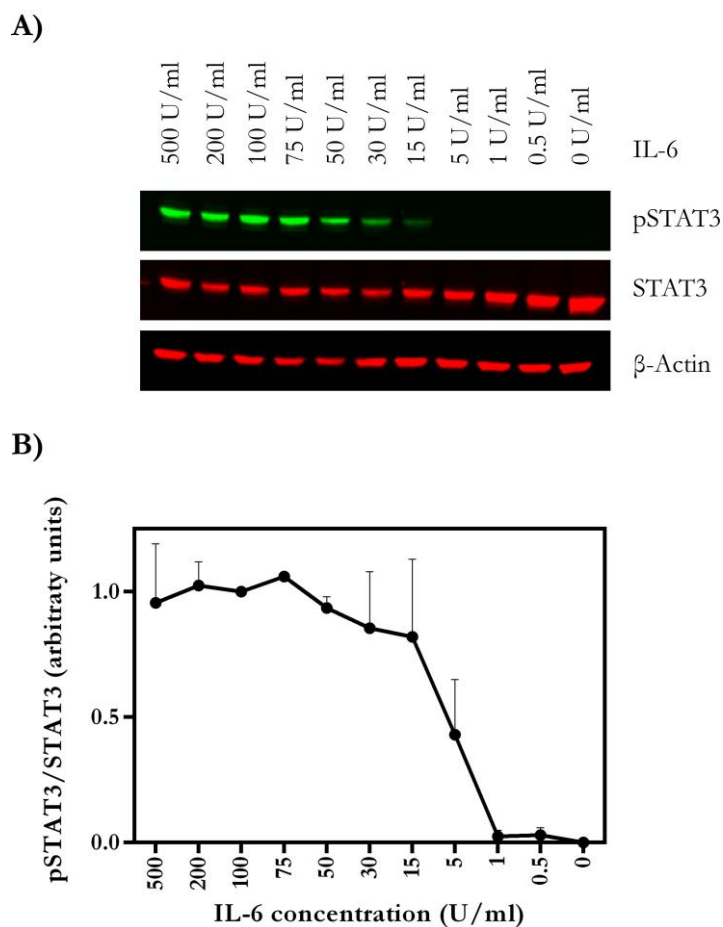 A)
500 U/ml
200 U/ml
100 U/ml
75 U/ml
50 U/ml
30 U/ml
15 U/ml
5 U/ml
1 U/ml
0.5 U/ml
0 U/ml
IL-6
pSTAT3
STAT3
β-Actin
B)
pSTAT3/STAT3 (arbitraty units)
1.0
0.5
0.0
500
200
100
75
50
30
15
5
1
0.5
0
IL-6 concentration (U/ml)